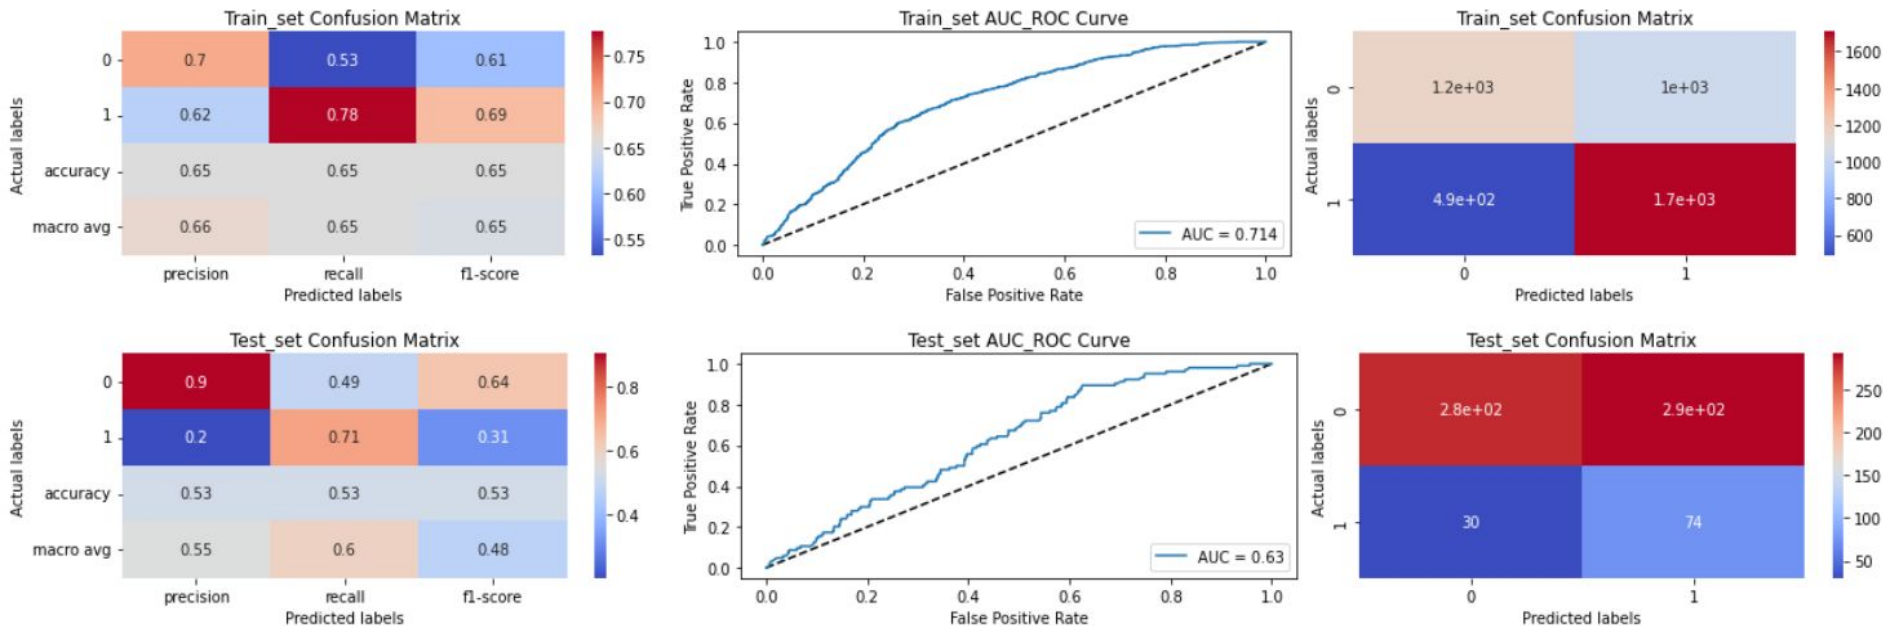 Train_set Confusion Matrix
Actual labels
0
0.7
0.53
0.61
1
0.62
0.78
0.69
accuracy
0.65
0.65
0.65
macro avg
0.66
0.65
0.65
precision
recall
f1-score
Predicted labels
0.75
0.70
0.65
0.60
0.55
Train_set AUC_ROC Curve
True Positive Rate
1.0
0.8
0.6
0.4
0.2
0.0
AUC = 0.714
0.0
0.2
0.4
0.6
0.8
1.0
False Positive Rate
Train_set Confusion Matrix
Actual labels
0
1.2e+03
1e+03
1
4.9e+02
1.7e+03
0
1
Predicted labels
1600
1400
1200
1000
800
600
Test_set Confusion Matrix
Actual labels
0
0.9
0.49
0.64
1
0.2
0.71
0.31
accuracy
0.53
0.53
0.53
macro avg
0.55
0.6
0.48
precision
recall
f1-score
Predicted labels
0.8
0.6
0.4
Test_set AUC_ROC Curve
True Positive Rate
1.0
0.8
0.6
0.4
0.2
0.0
AUC = 0.63
0.0
0.2
0.4
0.6
0.8
1.0
False Positive Rate
Test_set Confusion Matrix
Actual labels
0
2.8e+02
2.9e+02
1
30
74
0
1
Predicted labels
250
200
150
100
50